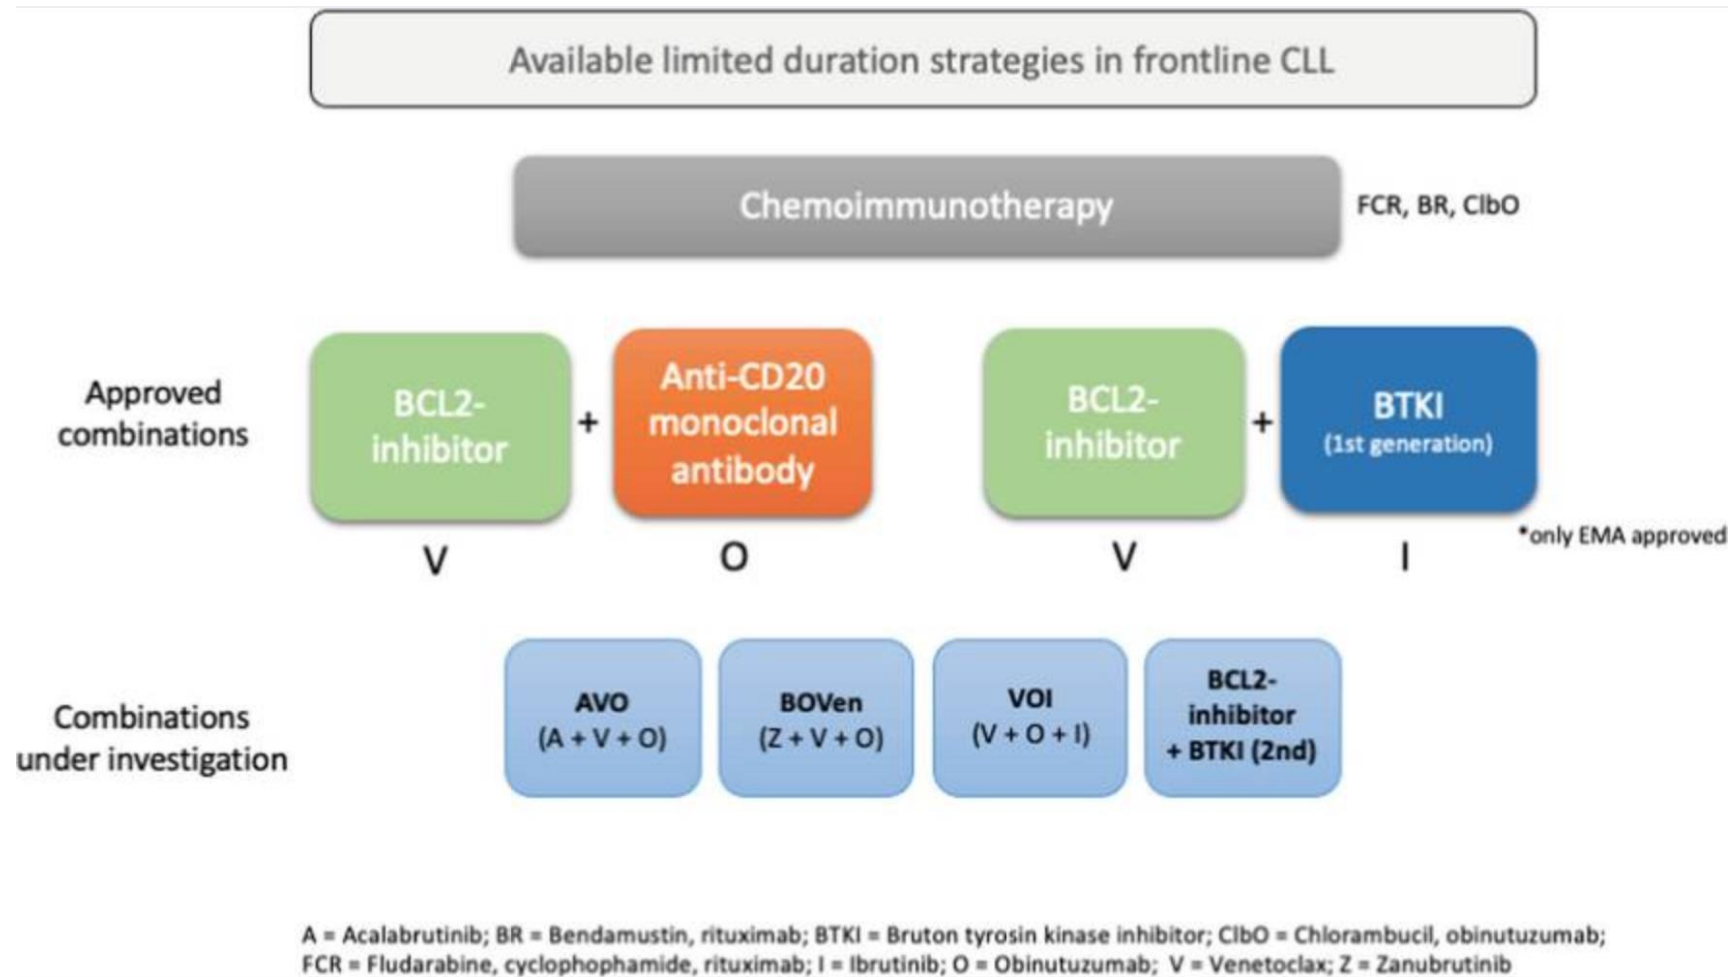 Available limited duration strategies in frontline CLL
Chemoimmunotherapy
FCR, BR, ClbO
Approved
combinations
BCL2-
inhibitor
+
Anti-CD20
monoclonal
antibody
BCL2-
inhibitor
+
BTKI
(1st generation)
*only EMA approved
V
O
V
I
Combinations
under investigation
AVO
(A + V + O)
BOVen
(Z + V + O)
VOI
(V + O + I)
BCL2-
inhibitor
+ BTKI (2nd)
A = Acalabrutinib; BR = Bendamustin, rituximab; BTKI = Bruton tyrosin kinase inhibitor; ClbO = Chlorambucil, obinutuzumab;
FCR = Fludarabine, cyclophophamide, rituximab; I = Ibrutinib; O = Obinutuzumab; V = Venetoclax; Z = Zanubrutinib